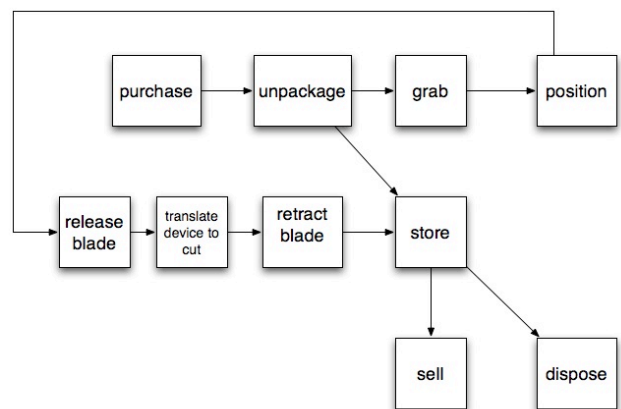 purchase
unpackage
grab
position
release
blade
translate
device to
cut
retract
blade
store
sell
dispose